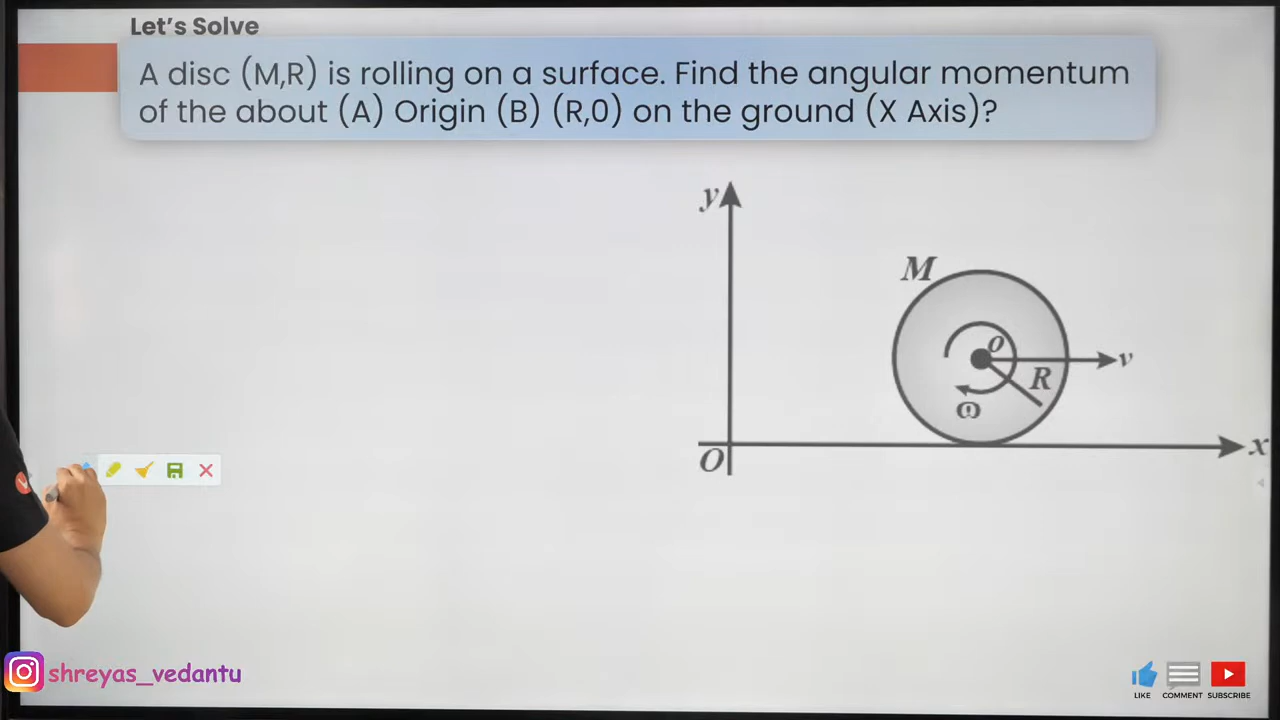 Let's Solve
A disc (M,R) is rolling on a surface. Find the angular momentum
of the about (A) Origin (B) (R,0) on the ground (X Axis)?
y
M
o
v
R
ω
O
x
shreyas_vedantu
LIKE COMMENT SUBSCRIBE